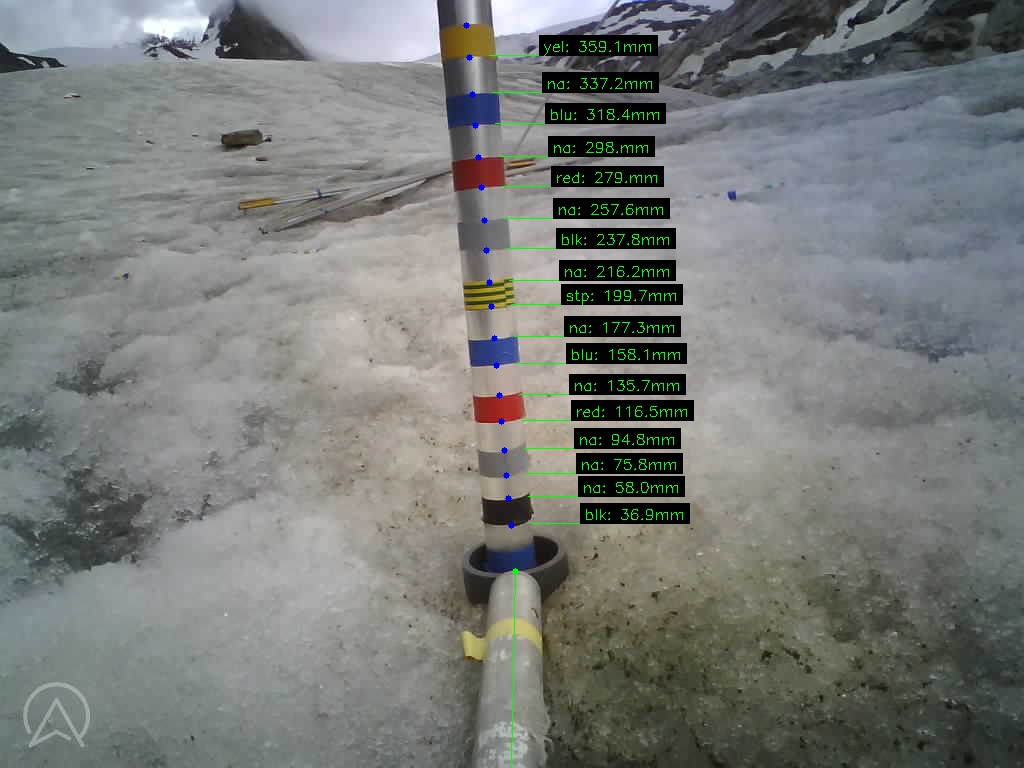 yel: 359.1mm
na: 337.2mm
blu: 318.4mm
na: 298.mm
red: 279.mm
na: 257.6mm
blk: 237.8mm
na: 216.2mm
stp: 199.7mm
na: 177.3mm
blu: 158.1mm
na: 135.7mm
red: 116.5mm
na: 94.8mm
na: 75.8mm
na: 58.0mm
blk: 36.9mm